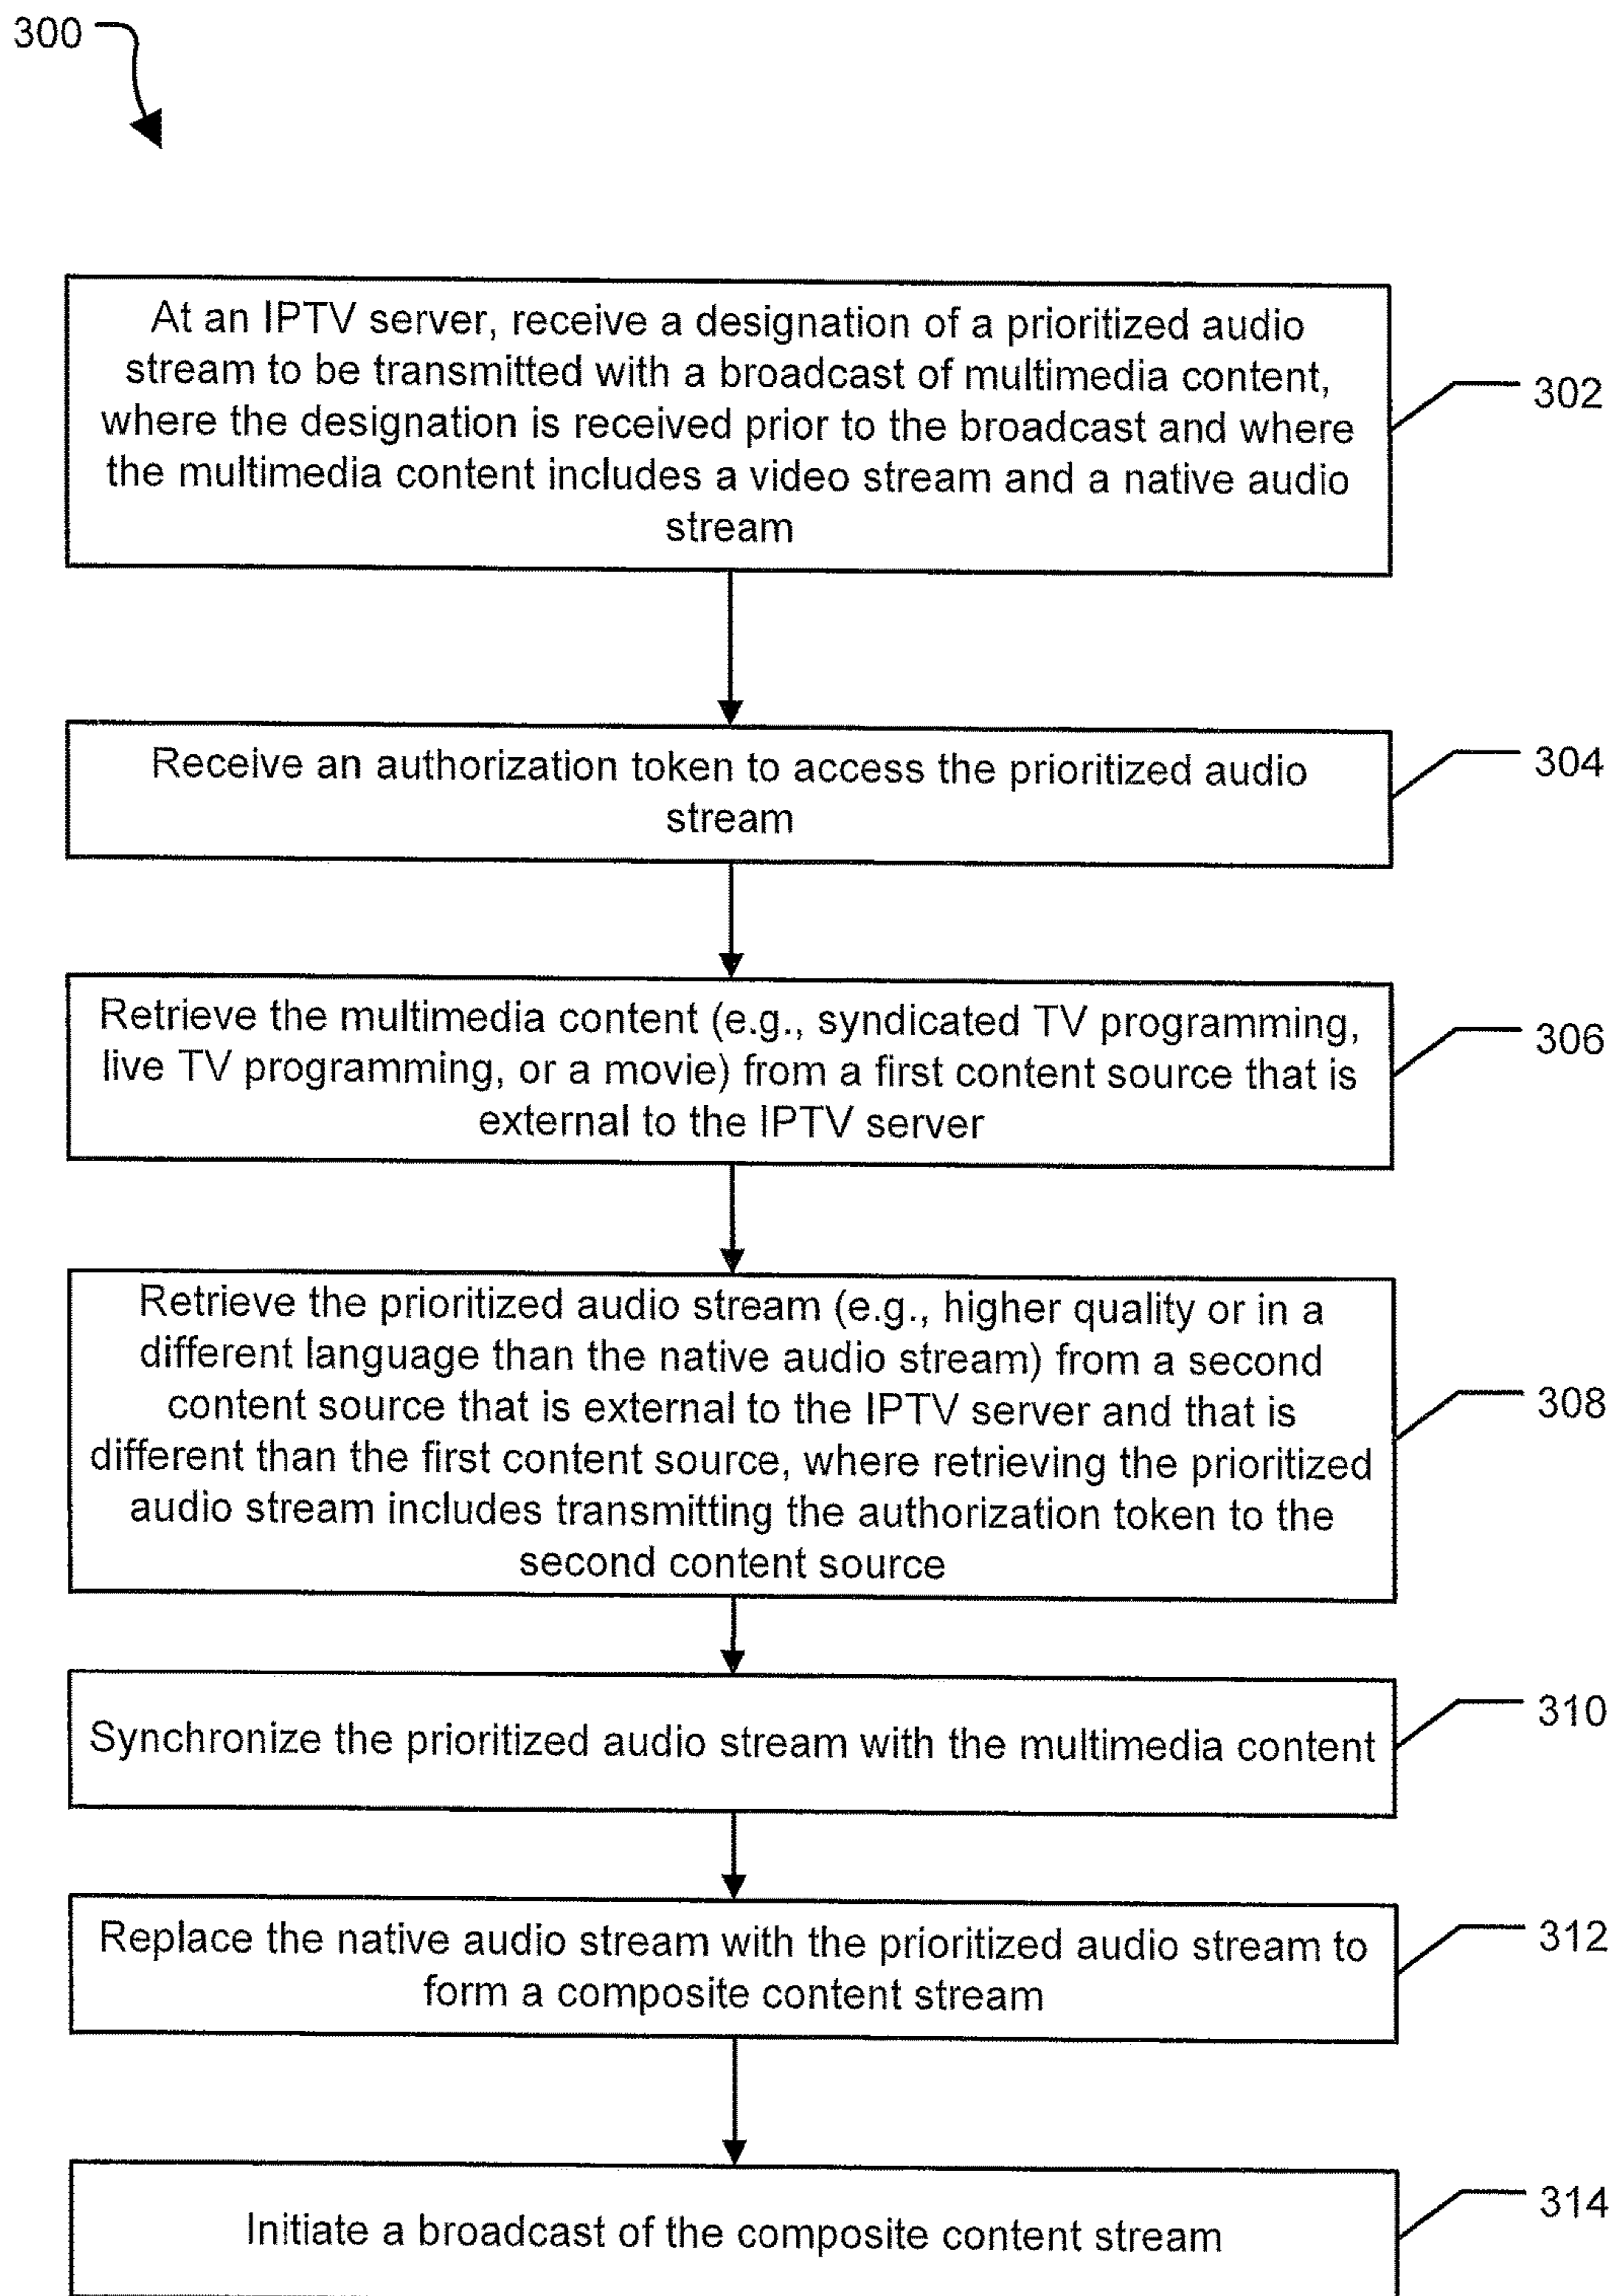 300
At an IPTV server, receive a designation of a prioritized audio
stream to be transmitted with a broadcast of multimedia content,
where the designation is received prior to the broadcast and where
the multimedia content includes a video stream and a native audio
stream
302
Receive an authorization token to access the prioritized audio
stream
304
Retrieve the multimedia content (e.g., syndicated TV programming,
live TV programming, or a movie) from a first content source that is
external to the IPTV server
306
Retrieve the prioritized audio stream (e.g., higher quality or in a
different language than the native audio stream) from a second
content source that is external to the IPTV server and that is
different than the first content source, where retrieving the prioritized
audio stream includes transmitting the authorization token to the
second content source
308
Synchronize the prioritized audio stream with the multimedia content
310
Replace the native audio stream with the prioritized audio stream to
form a composite content stream
312
Initiate a broadcast of the composite content stream
314